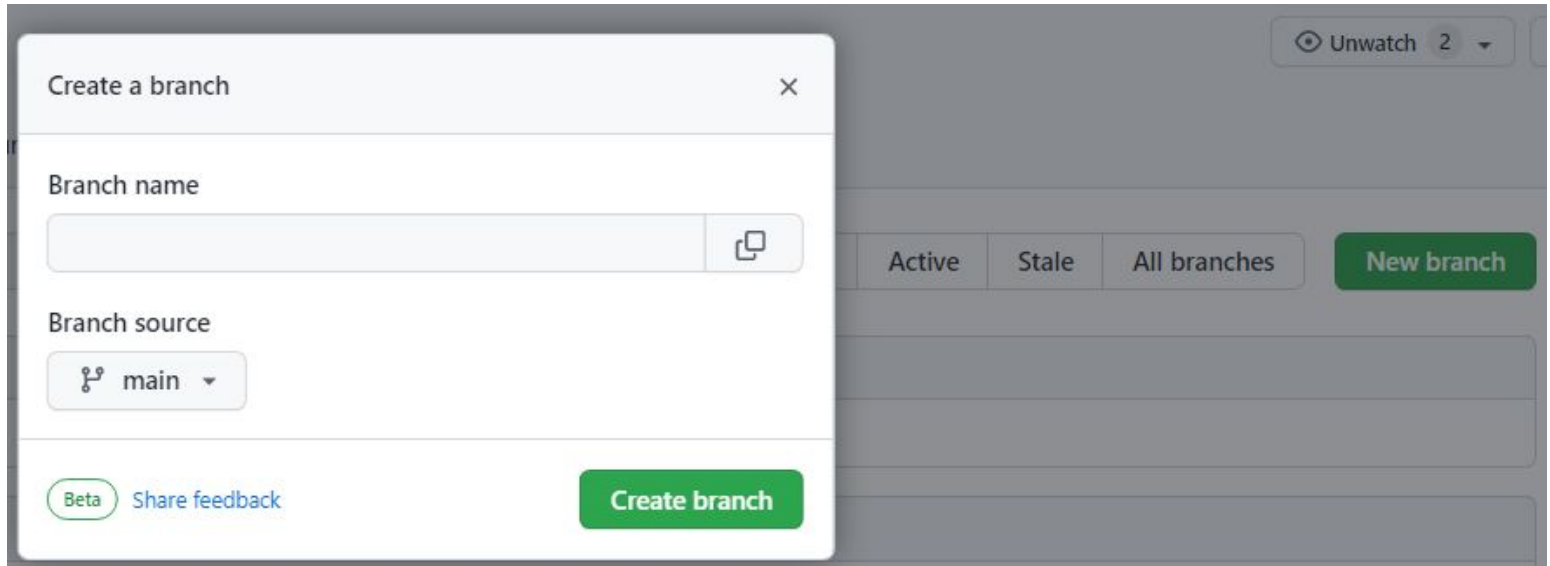 Unwatch 2
Create a branch
Branch name
Active Stale All branches New branch
Branch source
main
Beta Share feedback Create branch